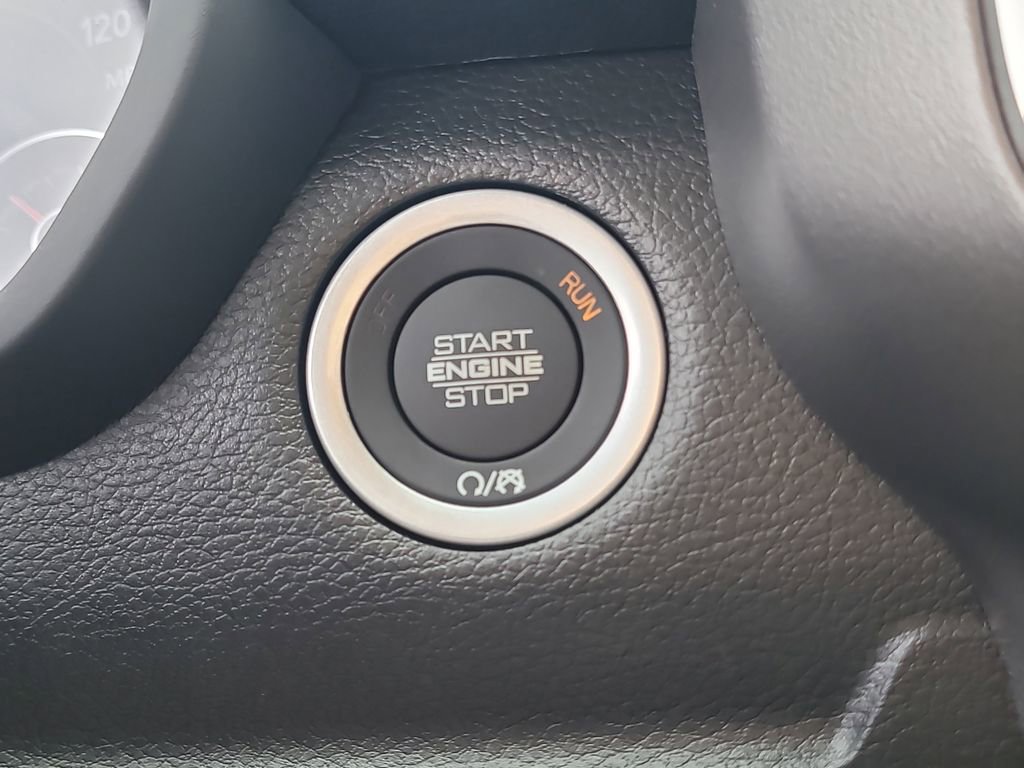 120
RUN
START
ENGINE
STOP